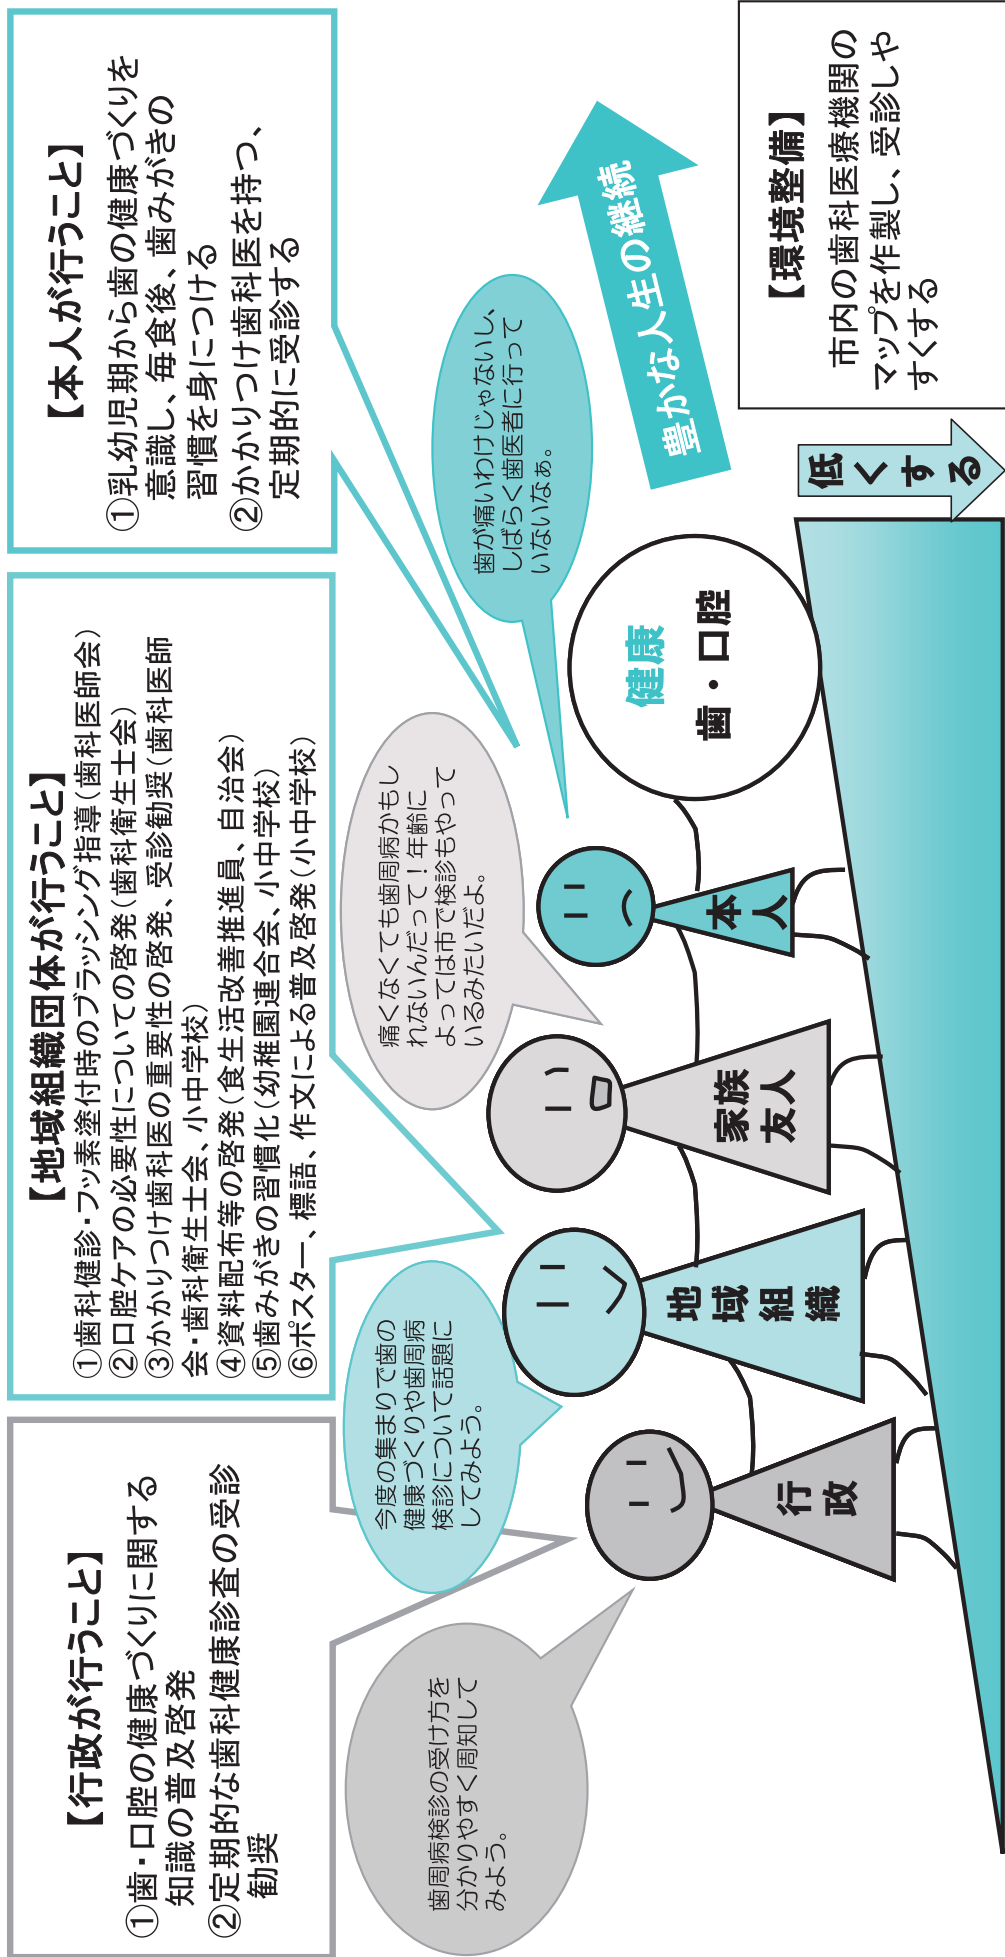 【行政が行うこと】
①歯・口腔の健康づくりに関する
知識の普及啓発
②定期的な歯科健康診査の受診
勧奨
【地域組織団体が行うこと】
①歯科健診・フッ素塗付時のブラッシング指導(歯科医師会)
②口腔ケアの必要性についての啓発(歯科衛生士会)
③かかりつけ歯科医の重要性の啓発、受診勧奨(歯科医師
会・歯科衛生士会、小中学校)
④資料配布等の啓発(食生活改善推進員、自治会)
⑤歯みがきの習慣化(幼稚園連合会、小中学校)
⑥ポスター、標語、作文による普及啓発(小中学校)
【本人が行うこと】
①乳幼児期から歯の健康づくりを
意識し、毎食後、歯みがきの
習慣を身につける
②かかりつけ歯科医を持つ、
定期的に受診する
歯周病検診の受け方を
分かりやすく周知して
みよう。
今度の集まりで歯の
健康づくりや歯周病
検診について話題に
してみよう。
痛くなくても歯周病かもし
れないんだって！年齢に
よっては市で検診もやって
いるみたいだよ。
歯が痛いわけじゃないし、
しばらく歯医者に行って
いないなぁ。
豊かな人生の継続
行政
地域組織
家族
友人
本人
健康
歯・口腔
低くする
【環境整備】
市内の歯科医療機関の
マップを作製し、受診しや
すくする